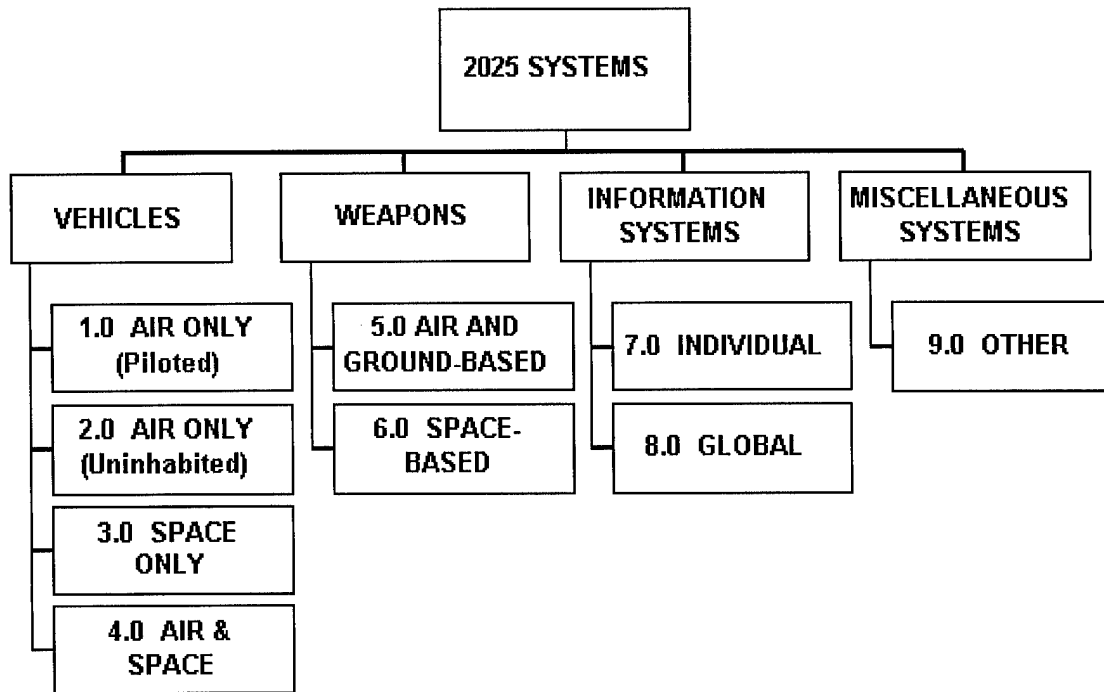 2025 SYSTEMS
VEHICLES
WEAPONS
INFORMATION
SYSTEMS
MISCELLANEOUS
SYSTEMS
1.0 AIR ONLY
(Piloted)
2.0 AIR ONLY
(Uninhabited)
3.0 SPACE
ONLY
4.0 AIR &
SPACE
5.0 AIR AND
GROUND-BASED
6.0 SPACE-
BASED
7.0 INDIVIDUAL
8.0 GLOBAL
9.0 OTHER